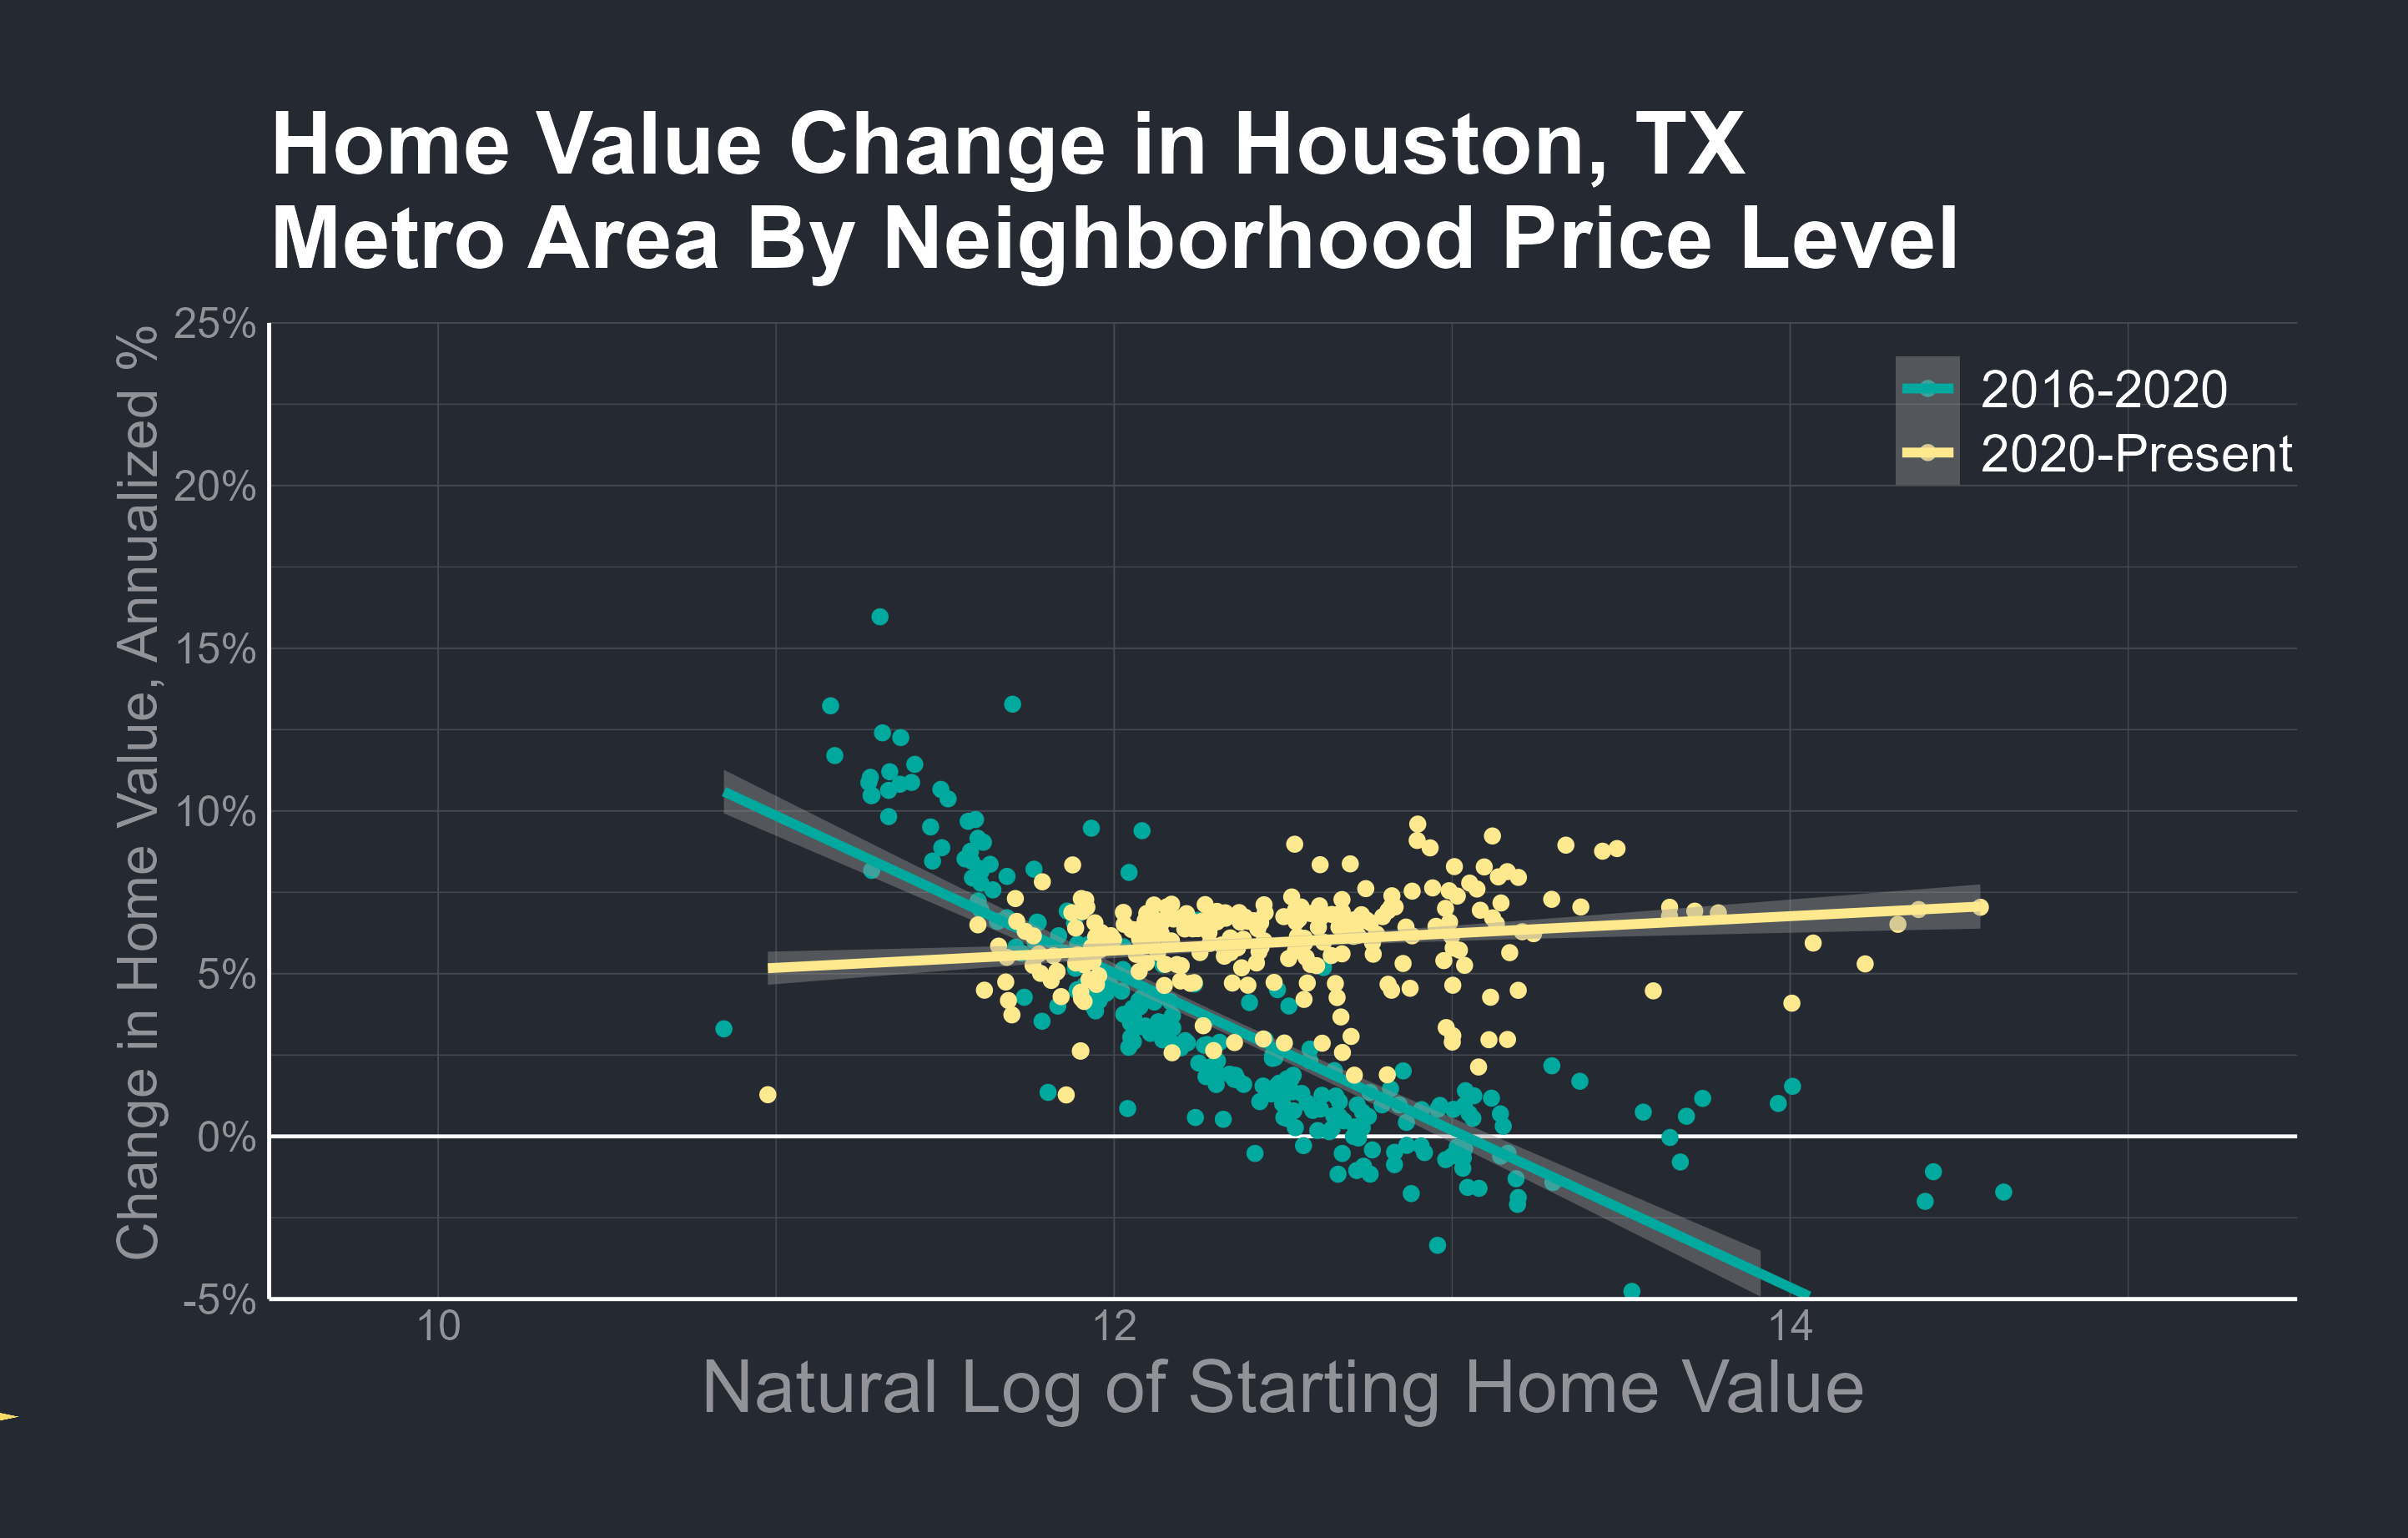 Home Value Change in Houston, TX
Metro Area By Neighborhood Price Level
Change in Home Value, Annualized %
25%
20%
15%
10%
5%
0%
-5%
2016-2020
2020-Present
10
12
14
Natural Log of Starting Home Value